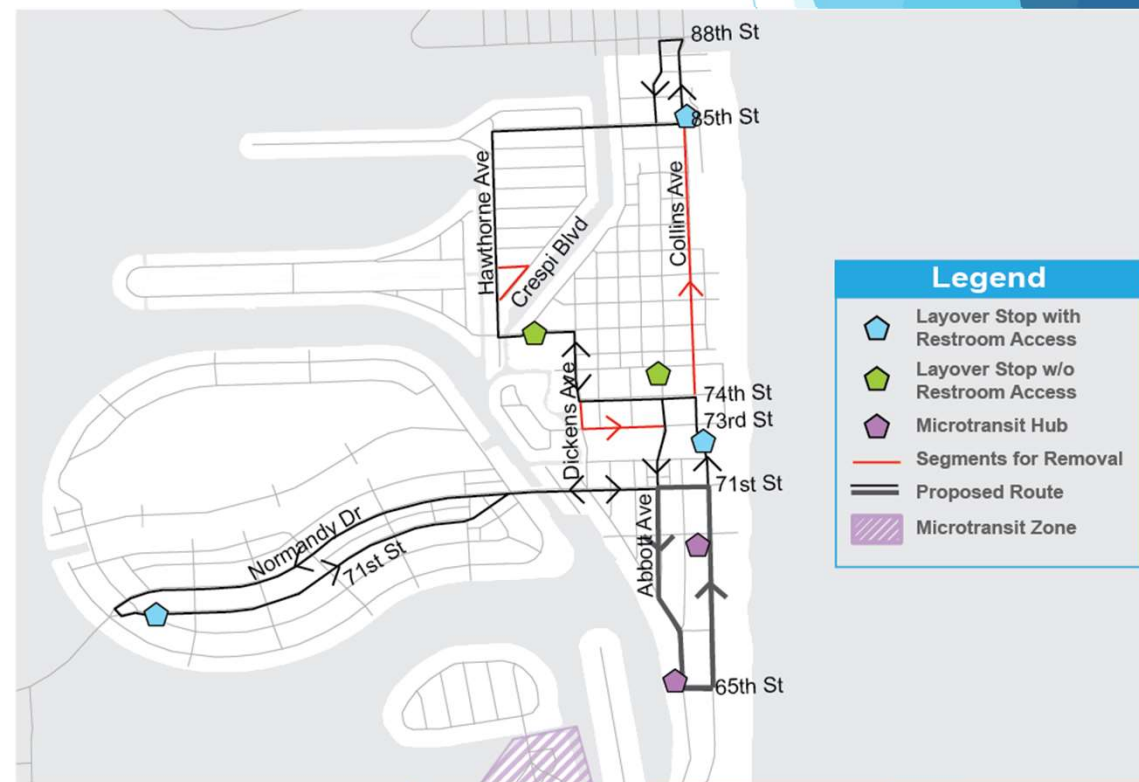 88th St
85th St
Hawthorne Ave
Collins Ave
Crespi Blvd
74th St
73rd St
Dickens Ave
71st St
Normandy Dr
71st St
Abbott Ave
65th St
Legend
Layover Stop with
Restroom Access
Layover Stop w/o
Restroom Access
Microtransit Hub
Segments for Removal
Proposed Route
Microtransit Zone